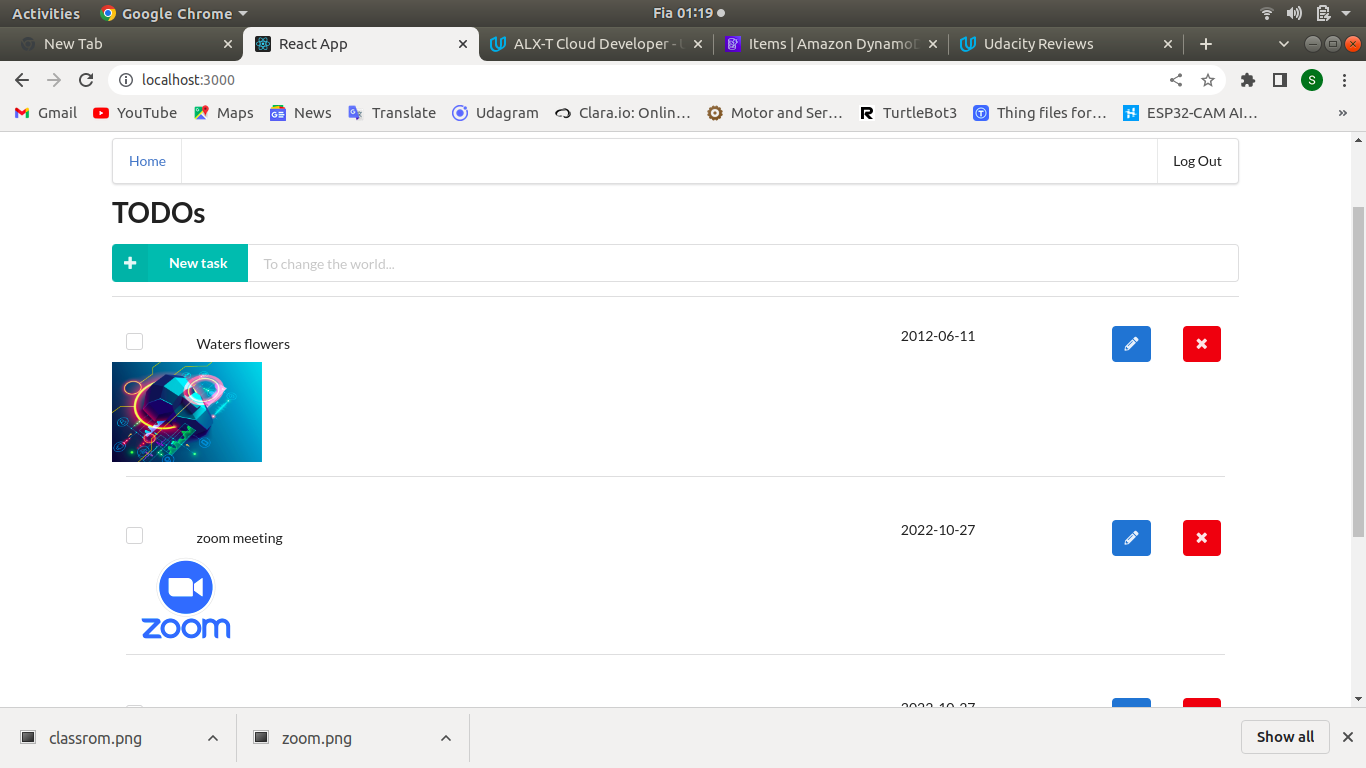 Activities Google Chrome Fia 01:19
New Tab React App ALX-T Cloud Developer - Items | Amazon Dynamo Udacity Reviews
localhost:3000 S
Gmail YouTube Maps News Translate Udagram Clara.io: Onlin... Motor and Ser... TurtleBot3 Thing files for... ESP32-CAM AI... »
Home Log Out
TODOs
New task To change the world...
Waters flowers 2012-06-11
zoom meeting 2022-10-27
zoom
2022-10-27
classrom.png zoom.png Show all